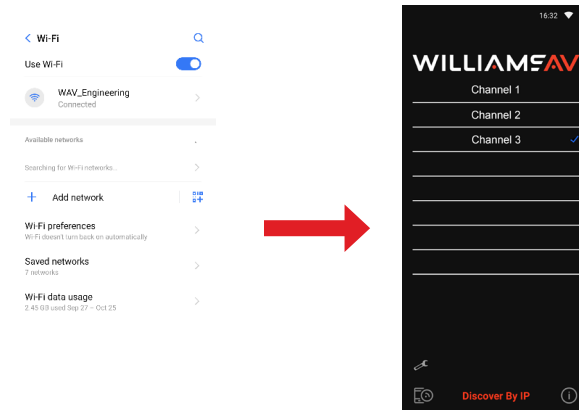 Wi-Fi
Use Wi-Fi
WAV_Engineering
Connected
Available networks
Searching for Wi-Fi networks...
Add network
Wi-Fi preferences
Wi-Fi doesn't turn back on automatically
Saved networks
7 networks
Wi-Fi data usage
2.45 GB used Sep 27 – Oct 25
16:32
WILLIAMS AV
Channel 1
Channel 2
Channel 3
Discover By IP